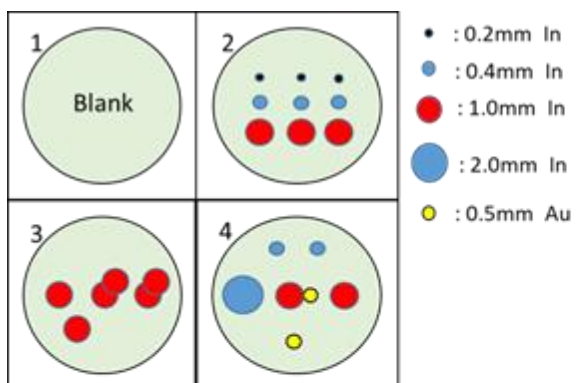 1
Blank
2
3
4
: 0.2mm In
: 0.4mm In
: 1.0mm In
: 2.0mm In
: 0.5mm Au